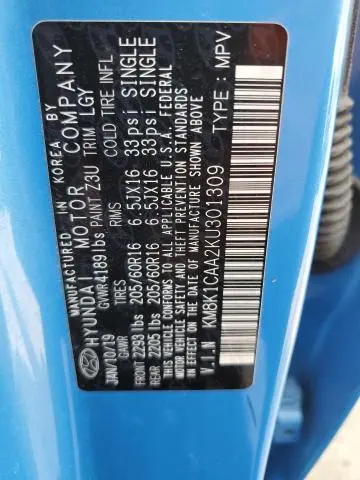 MANUFACTURED IN KOREA BY
HYUNDAI MOTOR COMPANY
GVWR 4189 lbs PAINT Z3U TRIM LGY
JAN/10/19 GAWR TIRES RIMS COLD TIRE INFL
FRONT 2293 lbs 205/60R16 6.5JX16 33psi SINGLE
REAR 2205 lbs 205/60R16 6.5JX16 33psi SINGLE
THIS VEHICLE CONFORMS TO ALL APPLICABLE U.S.A. FEDERAL
MOTOR VEHICLE SAFETY, BUMPER, AND THEFT PREVENTION STANDARDS
IN EFFECT ON THE DATE OF MANUFACTURE SHOWN ABOVE.
V.I.N : KM8K1CAA2KU301309 TYPE : MPV